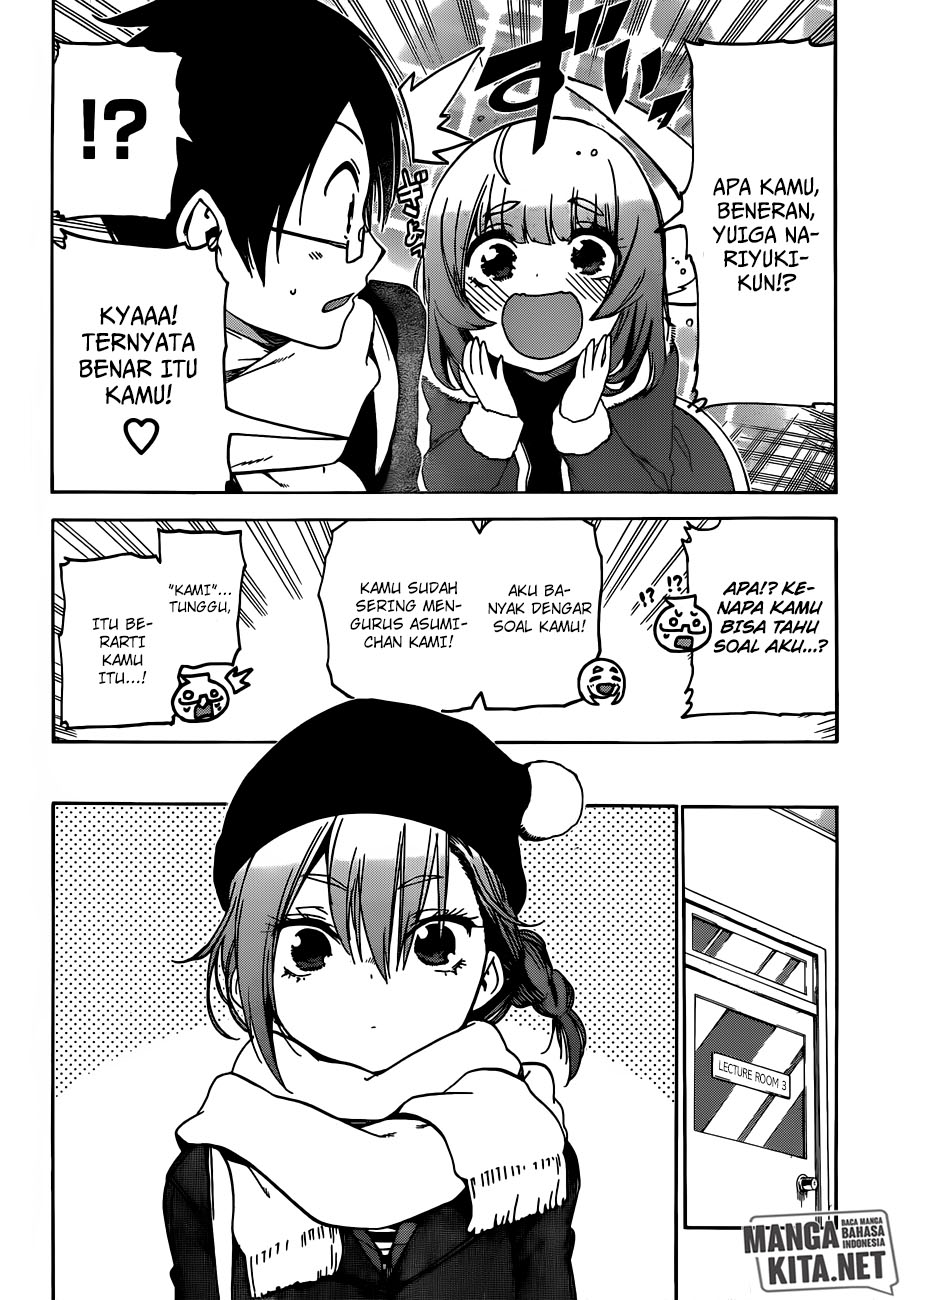 APA KAMU,
BENERAN,
YUIGA NA-
RIYUKI-
KUN!?
!?
KYAAA!
TERNYATA
BENAR ITU
KAMU!
♡
APA!? KE-
NAPA KAMU
BISA TAHU
SOAL AKU...?
!? !?
AKU BA-
NYAK DENGAR
SOAL KAMU!
KAMU SUDAH
SERING MEN-
GURUS ASUMI-
CHAN KAMI!
"KAMI"...
TUNGGU,
ITU BE-
RARTI
KAMU
ITU...!
LECTURE ROOM 3
MANGA
KITA.NET
BACA MANGA
BAHASA
INDONESIA